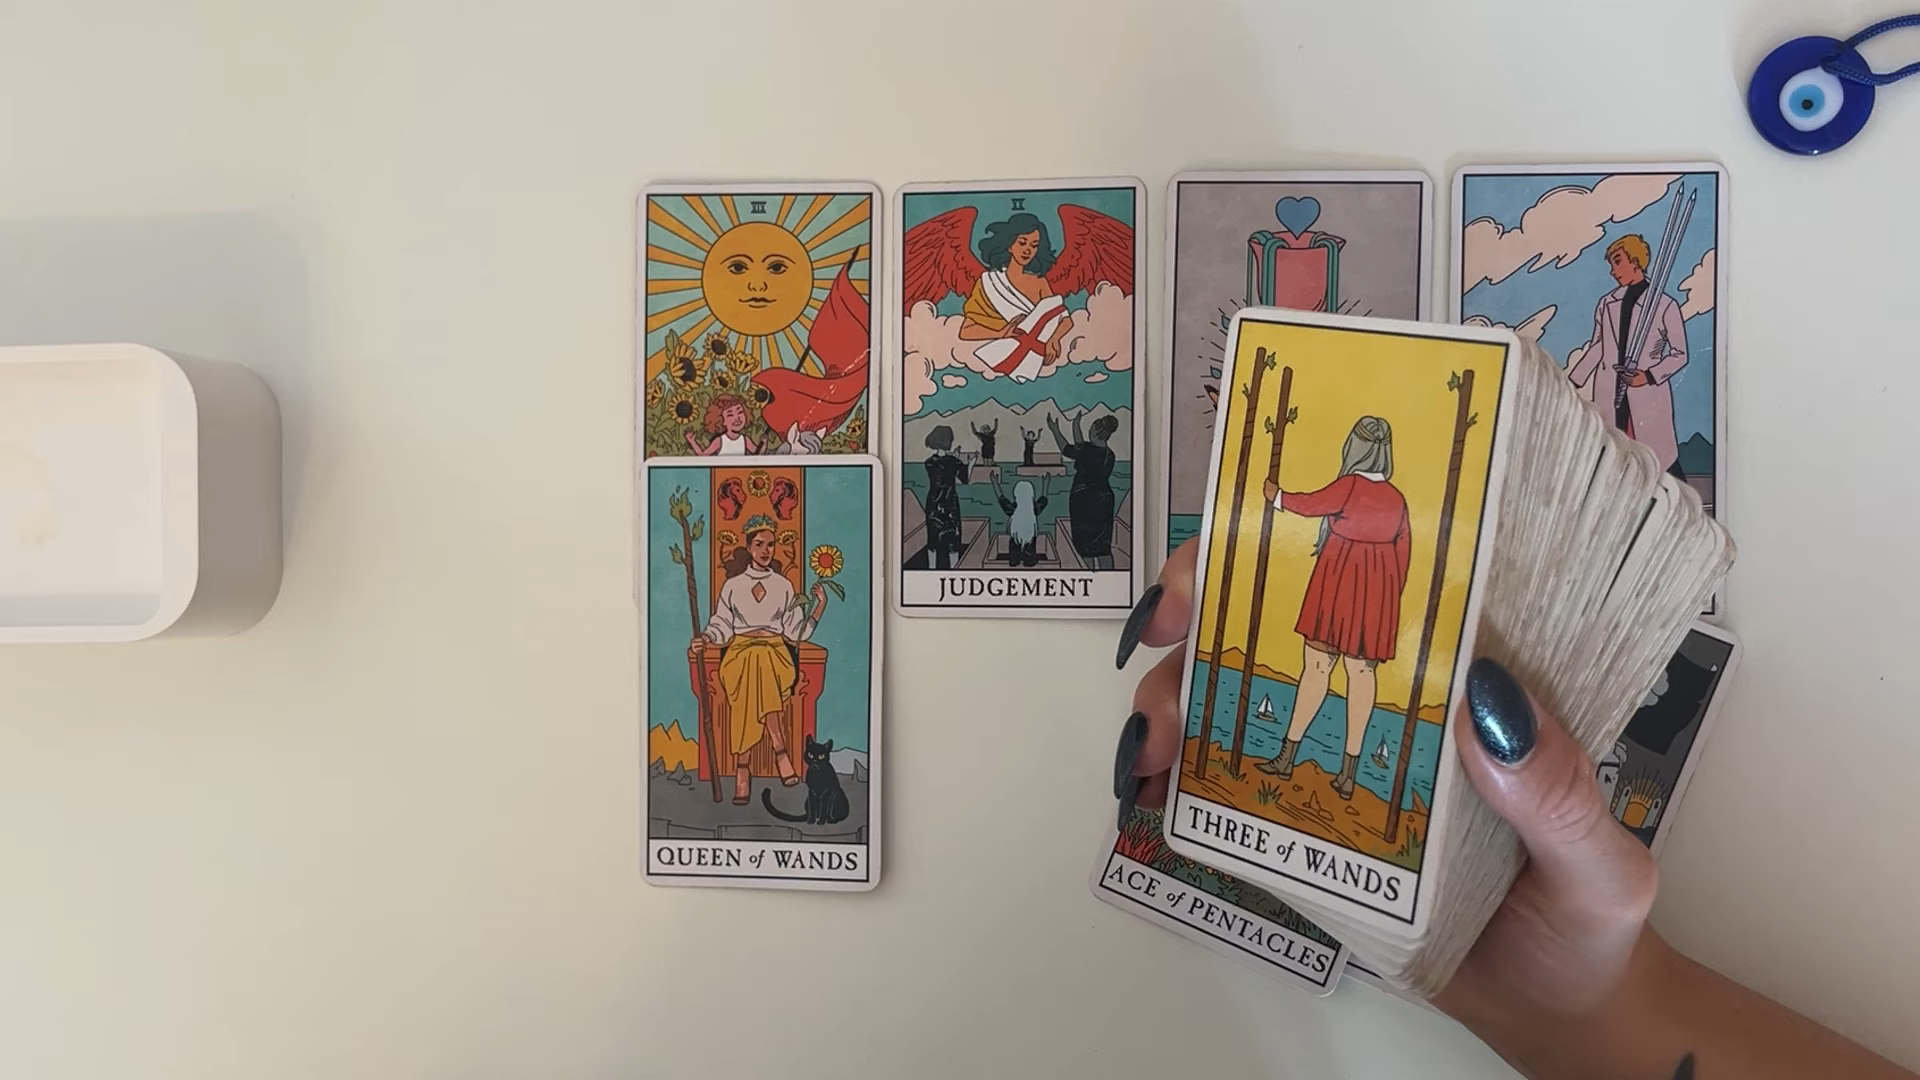 JUDGEMENT
QUEEN of WANDS
THREE of WANDS
ACE of PENTACLES